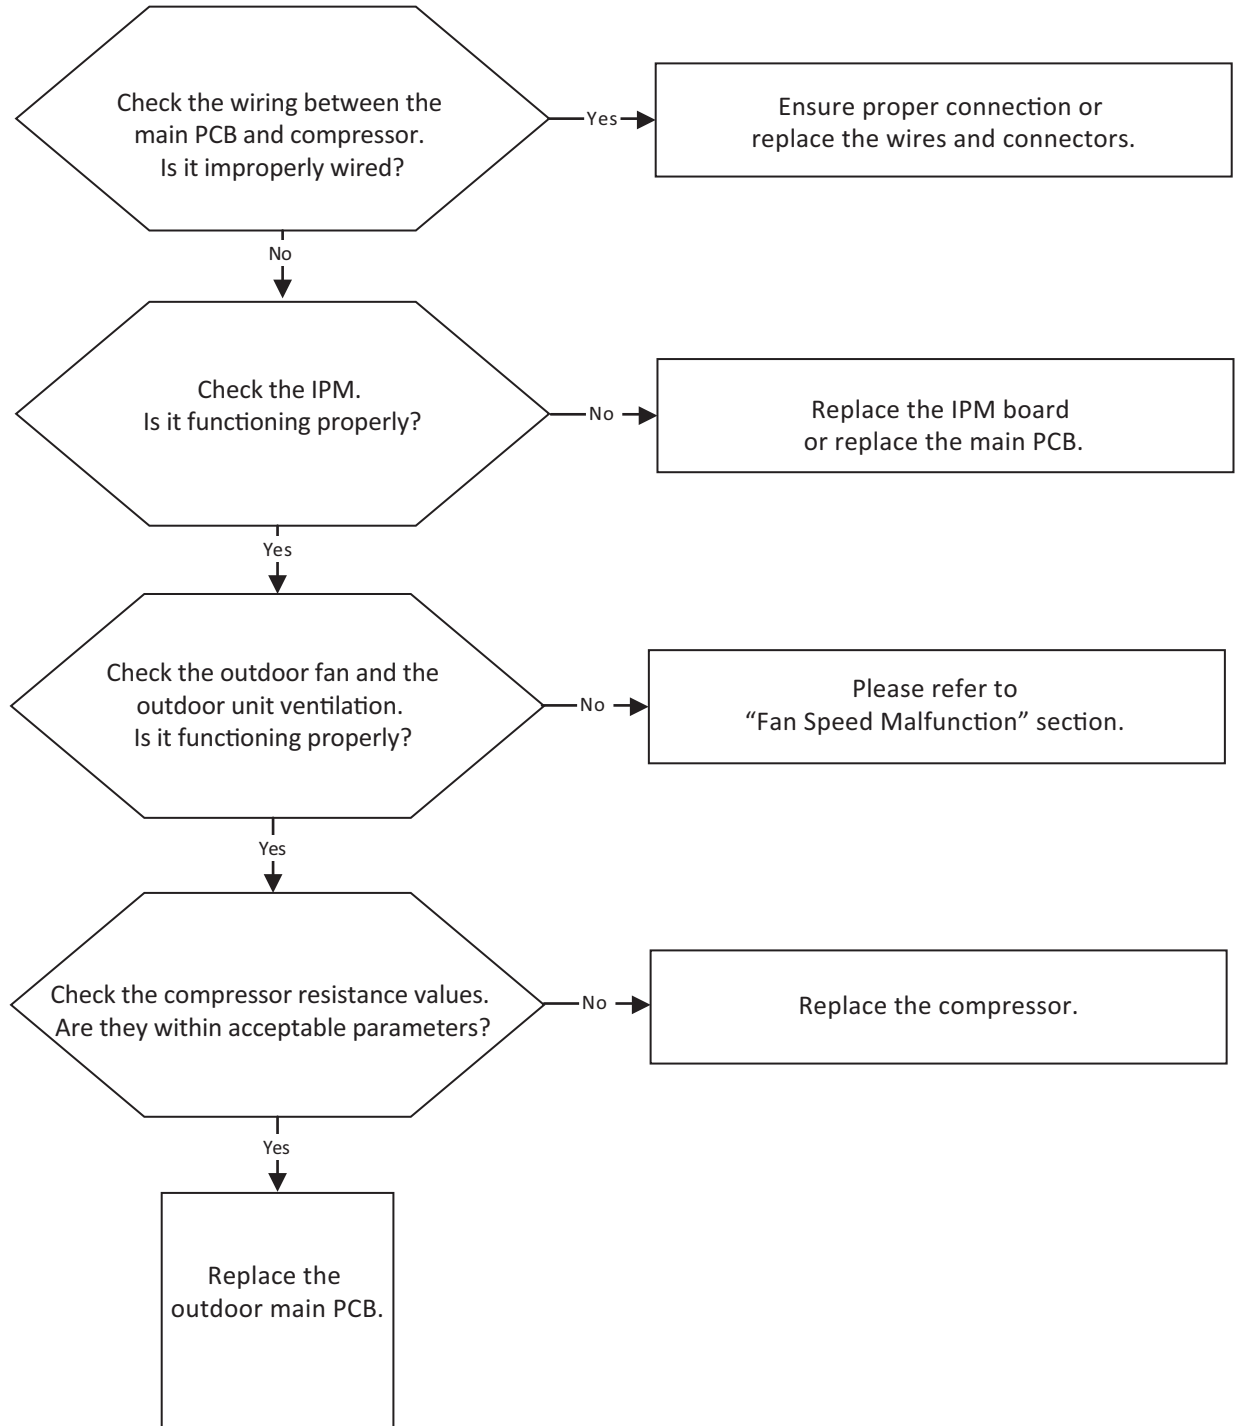 Check the wiring between the
main PCB and compressor.
Is it improperly wired?
Yes
Ensure proper connection or
replace the wires and connectors.
No
Check the IPM.
Is it functioning properly?
No
Replace the IPM board
or replace the main PCB.
Yes
Check the outdoor fan and the
outdoor unit ventilation.
Is it functioning properly?
No
Please refer to
“Fan Speed Malfunction” section.
Yes
Check the compressor resistance values.
Are they within acceptable parameters?
No
Replace the compressor.
Yes
Replace the
outdoor main PCB.